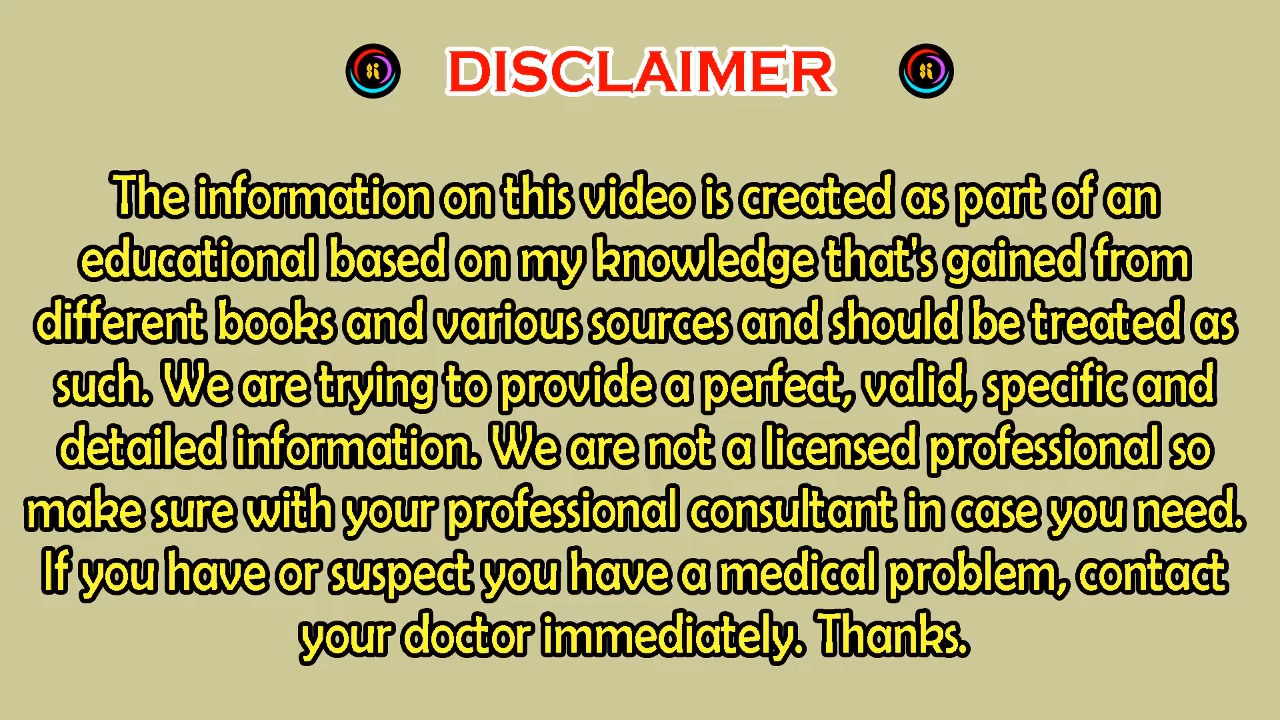 DISCLAIMER
The information on this video is created as part of an
educational based on my knowledge that's gained from
different books and various sources and should be treated as
such. We are trying to provide a perfect, valid, specific and
detailed information. We are not a licensed professional so
make sure with your professional consultant in case you need.
If you have or suspect you have a medical problem, contact
your doctor immediately. Thanks.